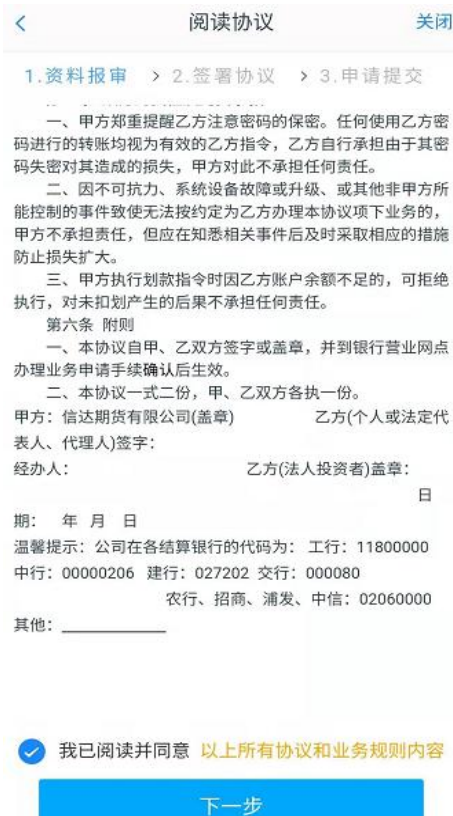 阅读协议
关闭
1.资料报审 > 2.签署协议 > 3.申请提交
一、甲方郑重提醒乙方注意密码的保密。任何使用乙方密
码进行的转账均视为有效的乙方指令，乙方自行承担由于其密
码失密对其造成的损失，甲方对此不承担任何责任。
二、因不可抗力、系统设备故障或升级、或其他非甲方所
能控制的事件致使无法按约定为乙方办理本协议项下业务的，
甲方不承担责任，但应在知悉相关事件后及时采取相应的措施
防止损失扩大。
三、甲方执行划款指令时因乙方账户余额不足的，可拒绝
执行，对未扣划产生的后果不承担任何责任。
第六条 附则
一、本协议自甲、乙双方签字或盖章，并到银行营业网点
办理业务申请手续确认后生效。
二、本协议一式二份，甲、乙双方各执一份。
甲方：信达期货有限公司(盖章) 乙方(个人或法定代
表人、代理人)签字：
经办人： 乙方(法人投资者)盖章：
日
期： 年 月 日
温馨提示：公司在各结算银行的代码为： 工行：11800000
中行：00000206 建行：027202 交行：000080
农行、招商、浦发、中信：02060000
其他：____________
我已阅读并同意 以上所有协议和业务规则内容
下一步